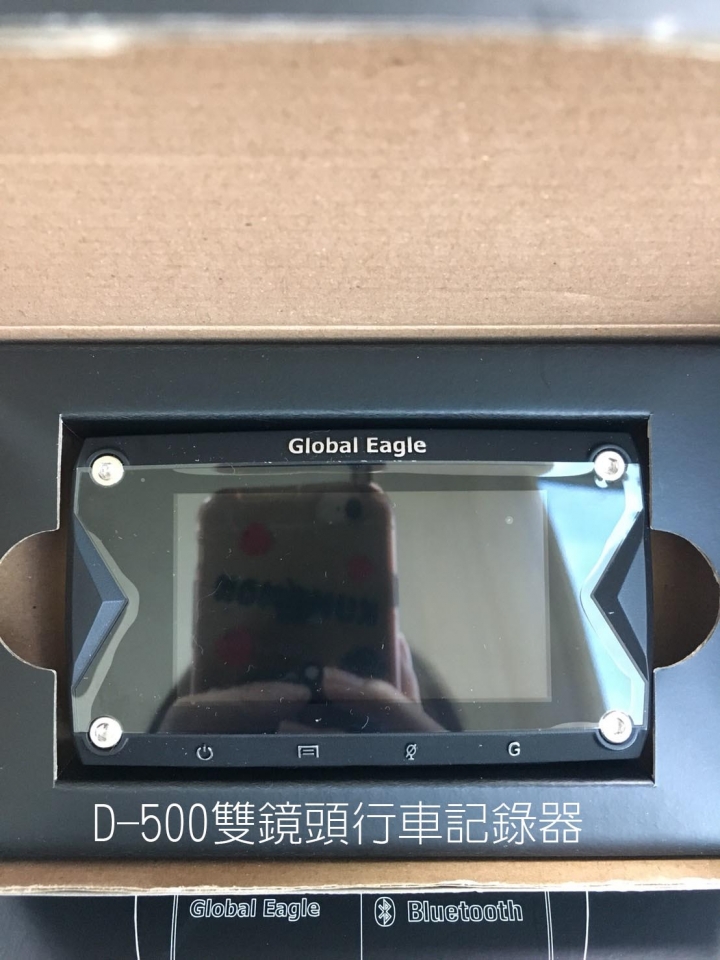 Global Eagle
G
D-500雙鏡頭行車記錄器
Global Eagle
Bluetooth